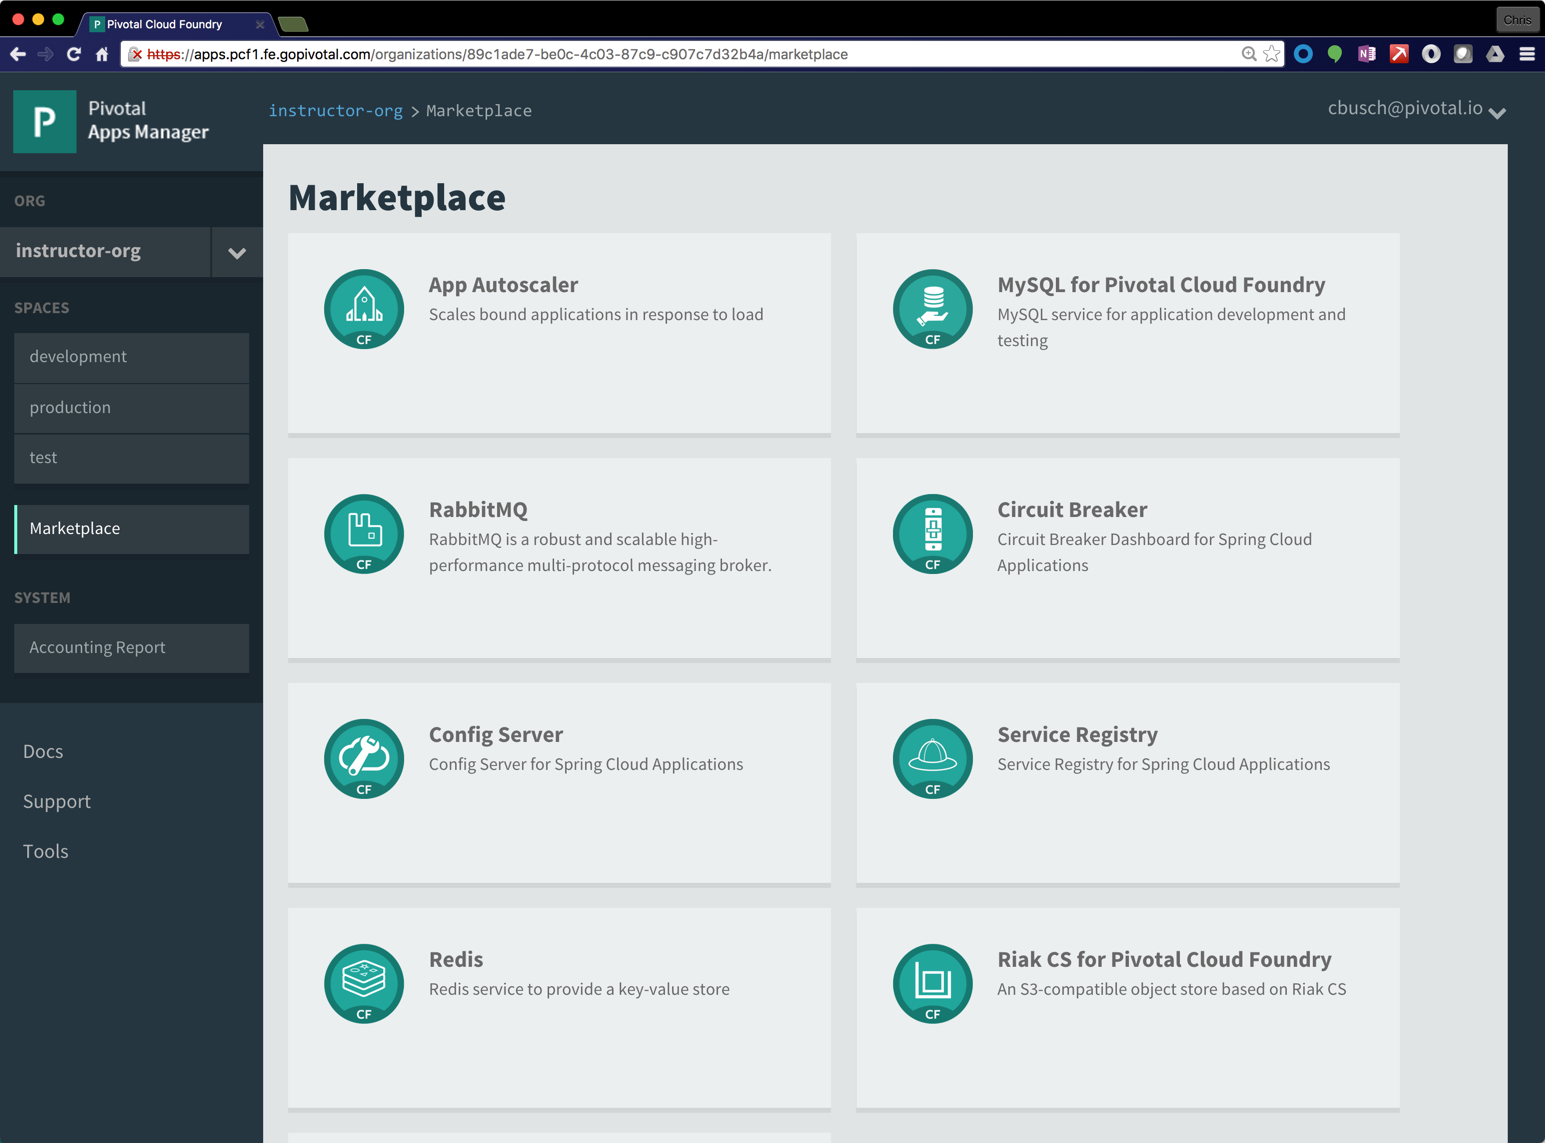 Pivotal Cloud Foundry
Chris
https://apps.pcf1.fe.gopivotal.com/organizations/89c1ade7-be0c-4c03-87c9-c907c7d32b4a/marketplace
P
Pivotal
Apps Manager
instructor-org > Marketplace
cbusch@pivotal.io
ORG
instructor-org
SPACES
development
production
test
Marketplace
SYSTEM
Accounting Report
Docs
Support
Tools
Marketplace
CF
App Autoscaler
Scales bound applications in response to load
CF
MySQL for Pivotal Cloud Foundry
MySQL service for application development and
testing
CF
RabbitMQ
RabbitMQ is a robust and scalable high-
performance multi-protocol messaging broker.
CF
Circuit Breaker
Circuit Breaker Dashboard for Spring Cloud
Applications
CF
Config Server
Config Server for Spring Cloud Applications
CF
Service Registry
Service Registry for Spring Cloud Applications
CF
Redis
Redis service to provide a key-value store
CF
Riak CS for Pivotal Cloud Foundry
An S3-compatible object store based on Riak CS